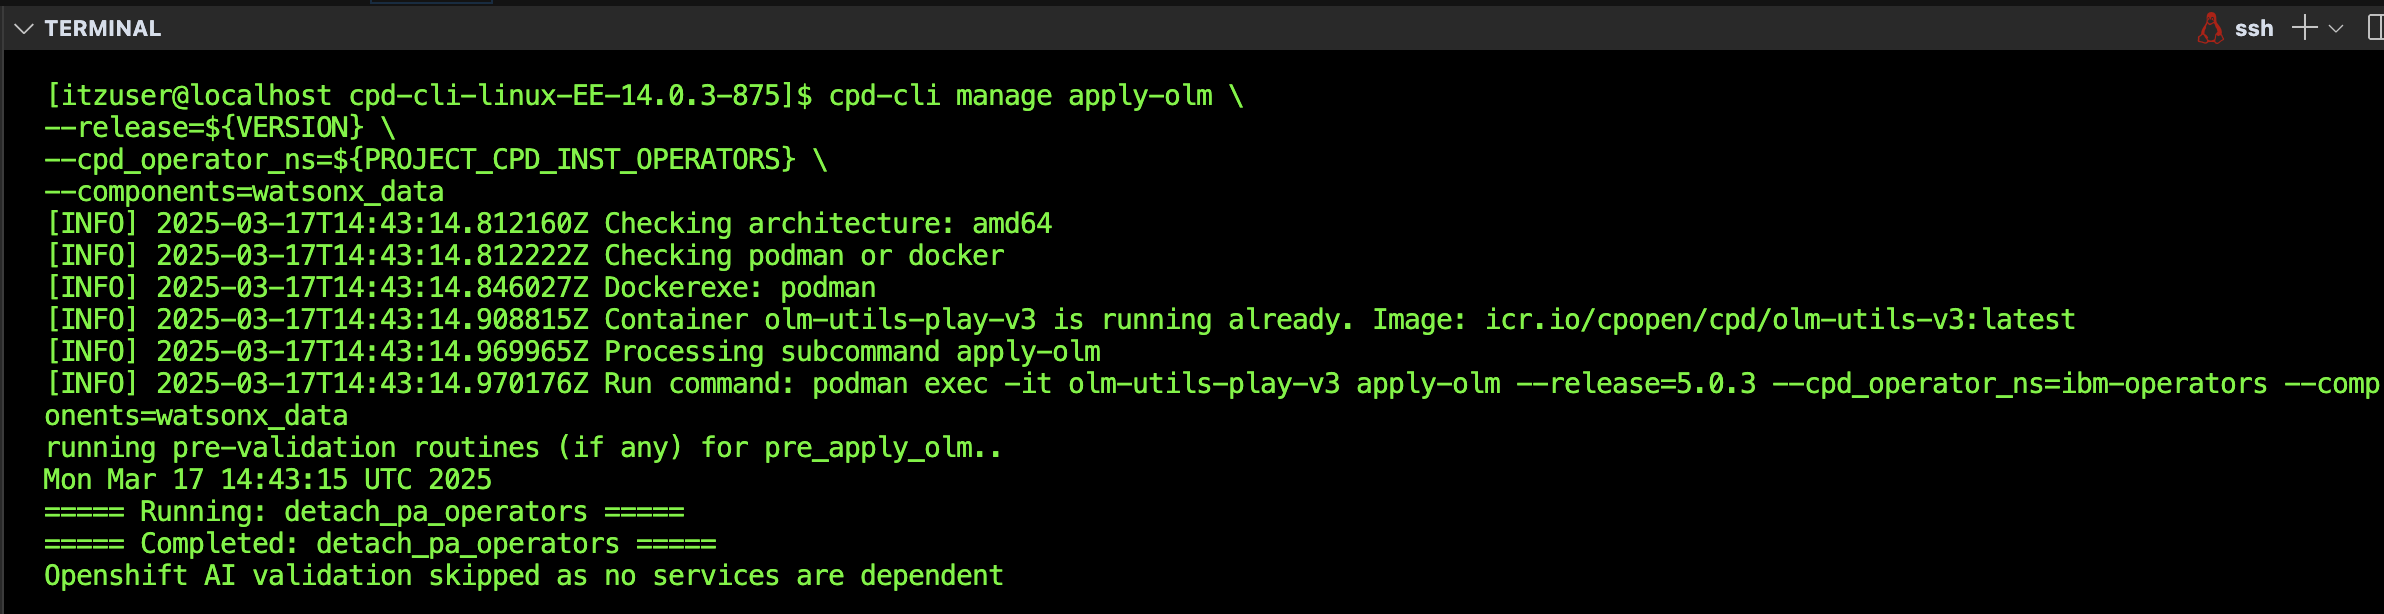 TERMINAL
ssh
[itzuser@localhost cpd-cli-linux-EE-14.0.3-875]$ cpd-cli manage apply-olm \
--release=${VERSION} \
--cpd_operator_ns=${PROJECT_CPD_INST_OPERATORS} \
--components=watsonx_data
[INFO] 2025-03-17T14:43:14.812160Z Checking architecture: amd64
[INFO] 2025-03-17T14:43:14.812222Z Checking podman or docker
[INFO] 2025-03-17T14:43:14.846027Z Dockerexe: podman
[INFO] 2025-03-17T14:43:14.908815Z Container olm-utils-play-v3 is running already. Image: icr.io/cpopen/cpd/olm-utils-v3:latest
[INFO] 2025-03-17T14:43:14.969965Z Processing subcommand apply-olm
[INFO] 2025-03-17T14:43:14.970176Z Run command: podman exec -it olm-utils-play-v3 apply-olm --release=5.0.3 --cpd_operator_ns=ibm-operators --comp
onents=watsonx_data
running pre-validation routines (if any) for pre_apply_olm..
Mon Mar 17 14:43:15 UTC 2025
===== Running: detach_pa_operators =====
===== Completed: detach_pa_operators =====
Openshift AI validation skipped as no services are dependent